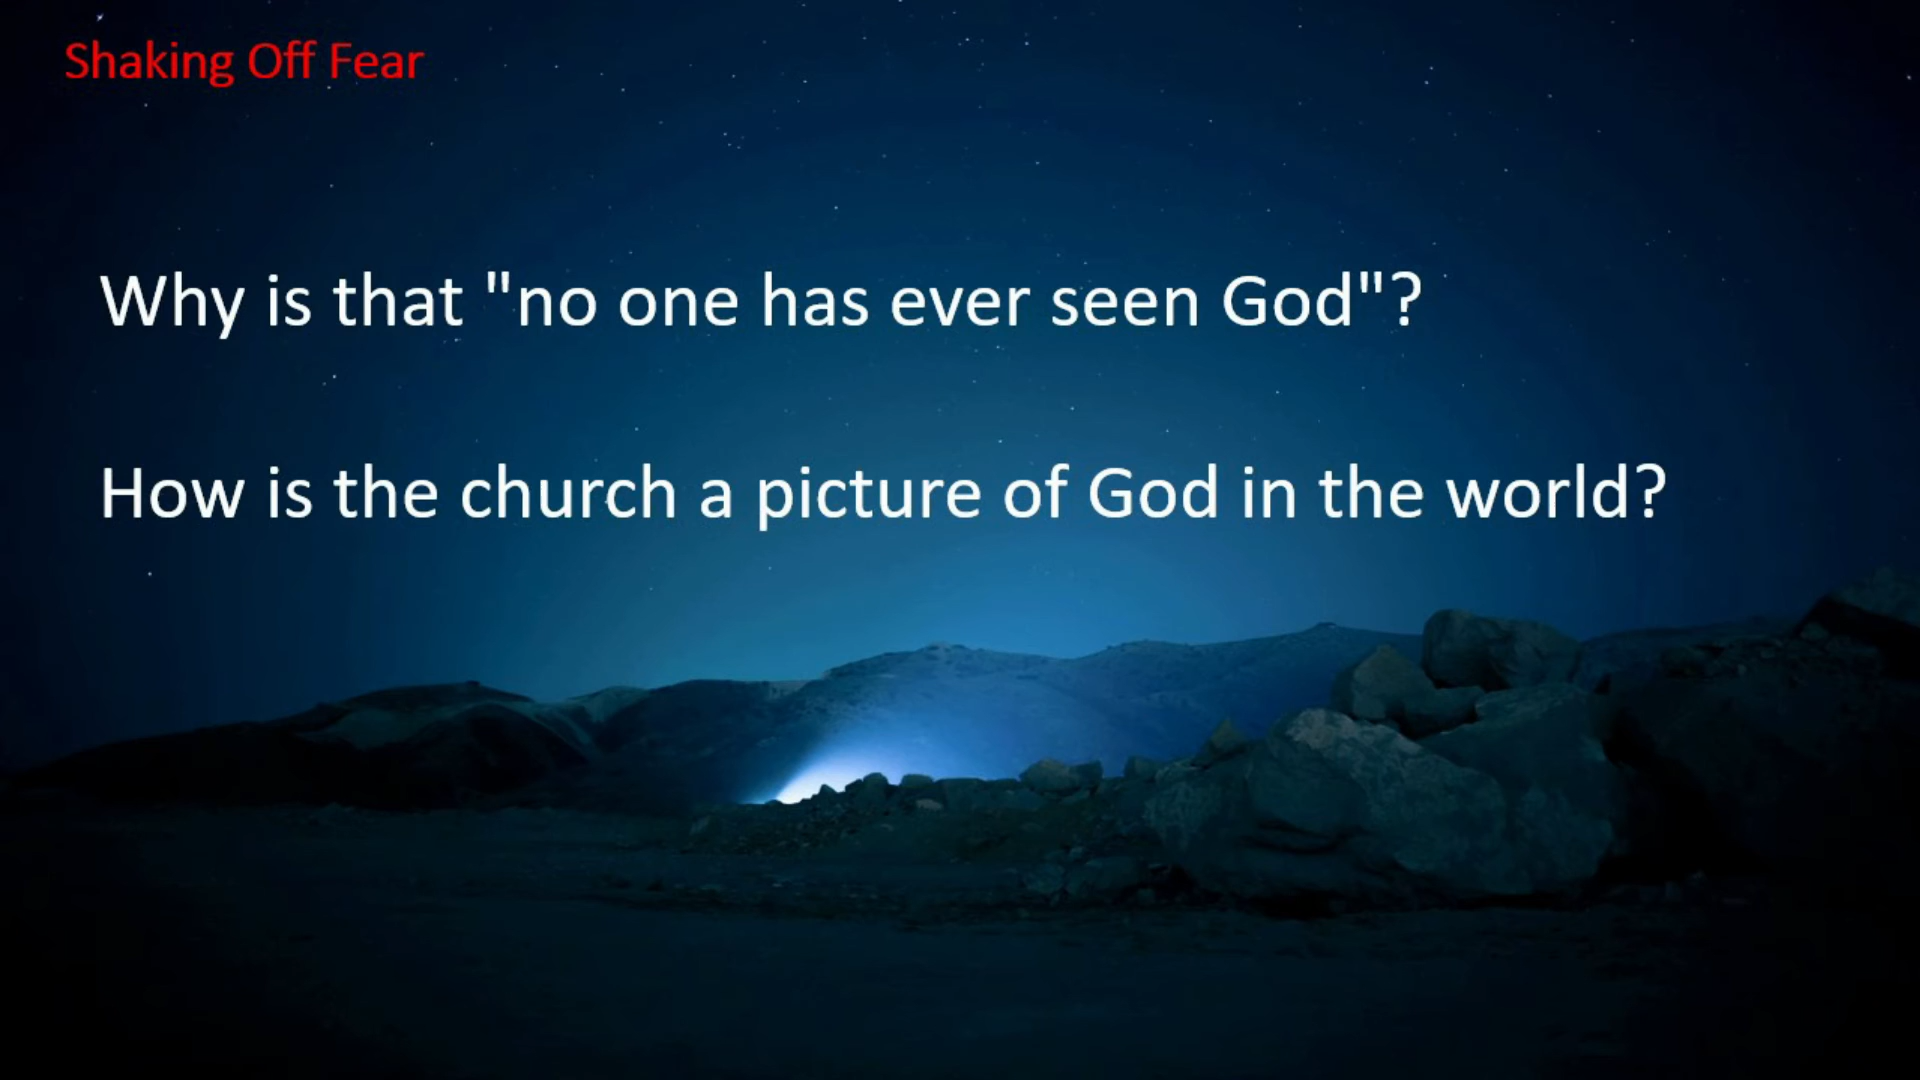 Shaking Off Fear
Why is that "no one has ever seen God"?
How is the church a picture of God in the world?